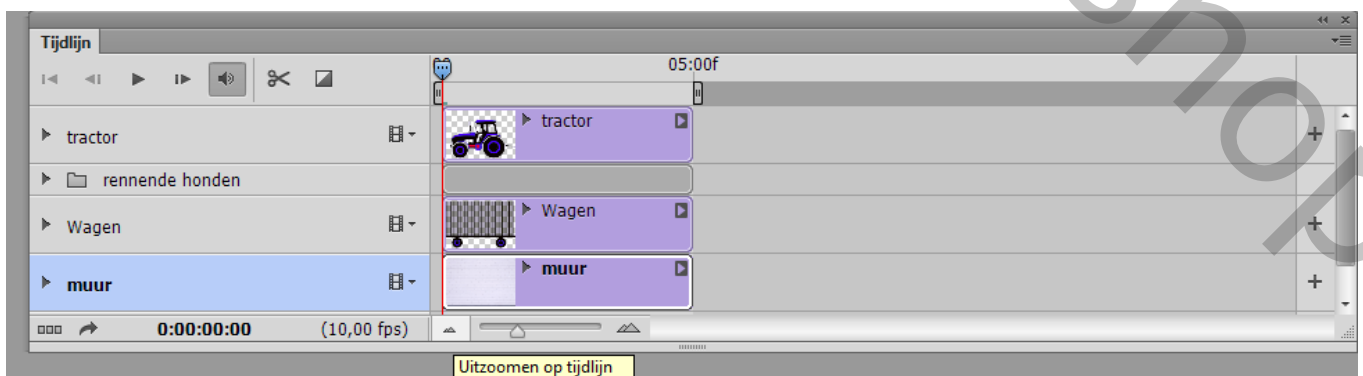 Tijdlijn
05:00f
tractor
tractor
rennende honden
Wagen
Wagen
muur
muur
0:00:00:00 (10,00 fps)
Uitzoomen op tijdlijn